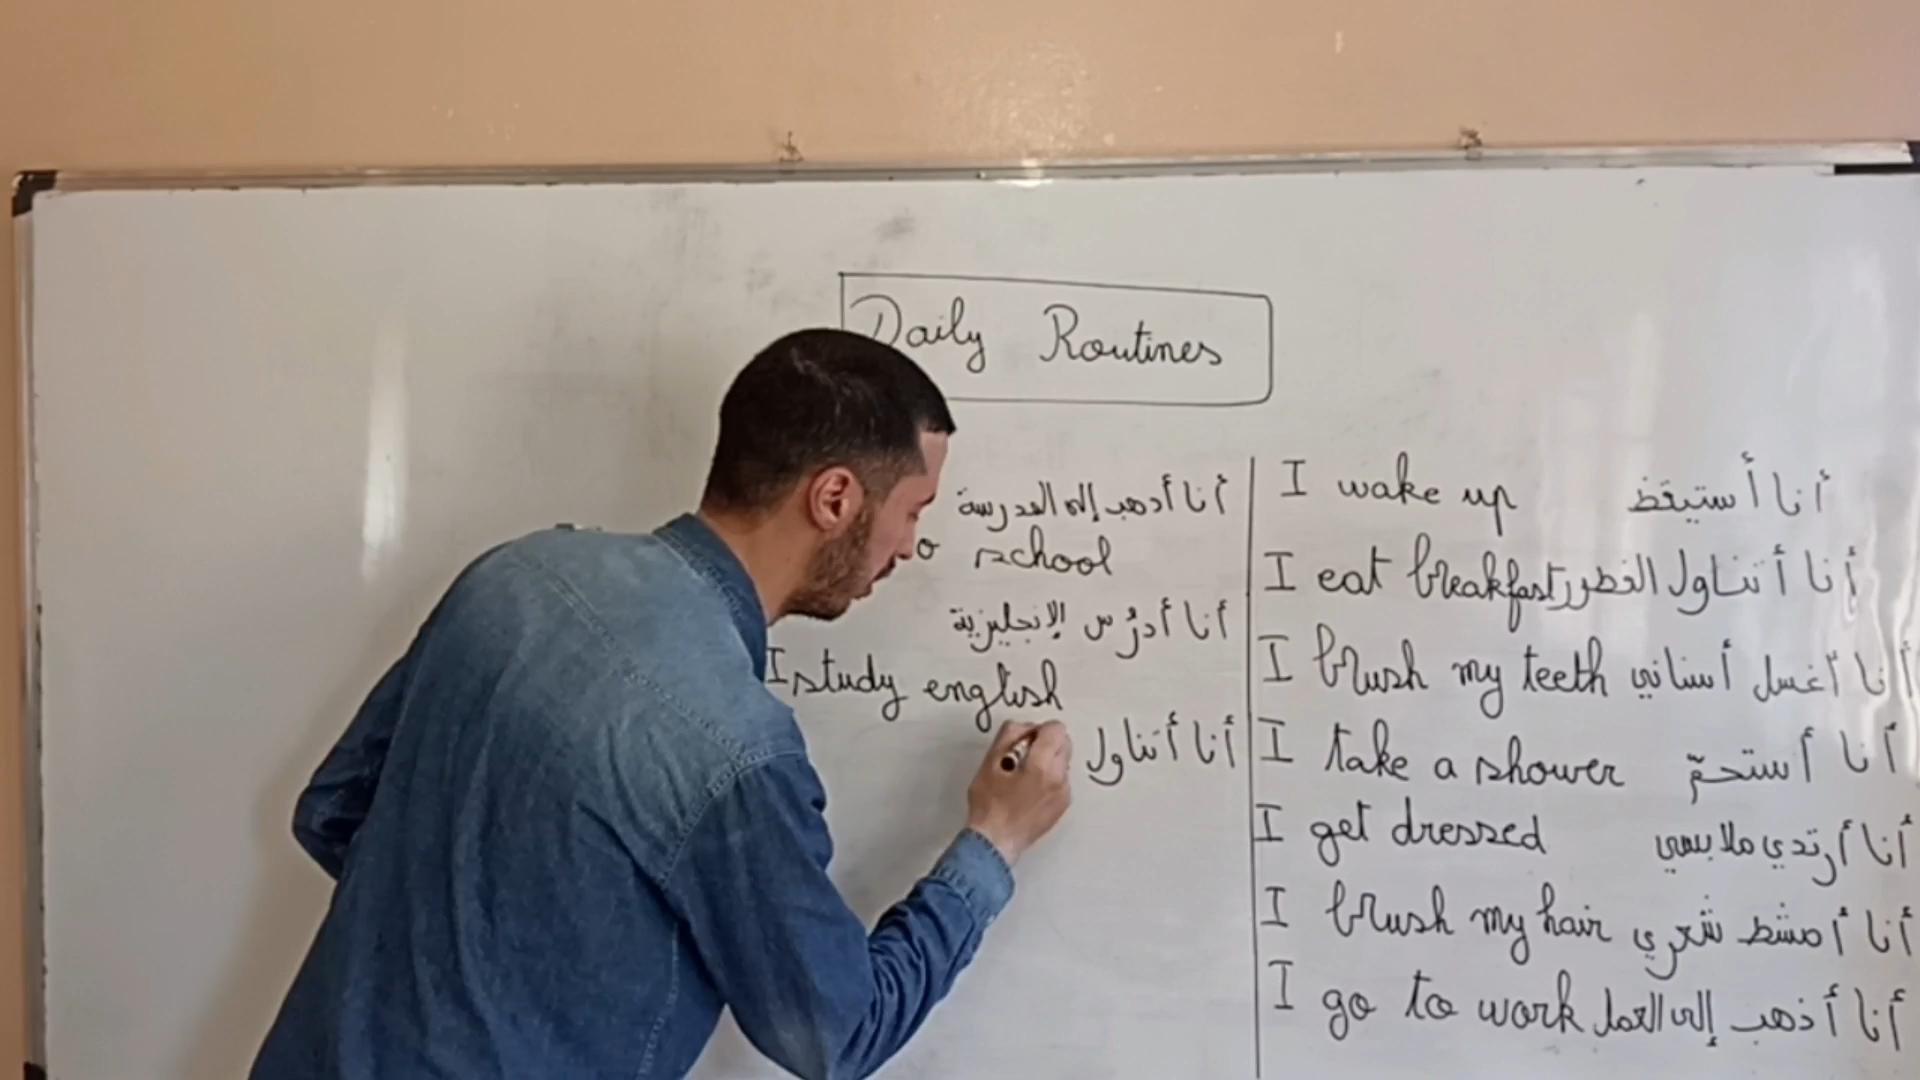 Daily Routines
أنا أدهب إلى المدرسة
o school
أنا أدرُس الإنجليزية
I study english
أنا أتناول
I wake up أنا أستيقظ
I eat breakfast أنا أتناول الفطور
I brush my teeth أنا أغسل أسناني
I take a shower أنا أستحمّ
I get dressed أنا أرتدي ملابسي
I brush my hair أنا أمشط شعري
I go to work أنا أذهب إلى العمل